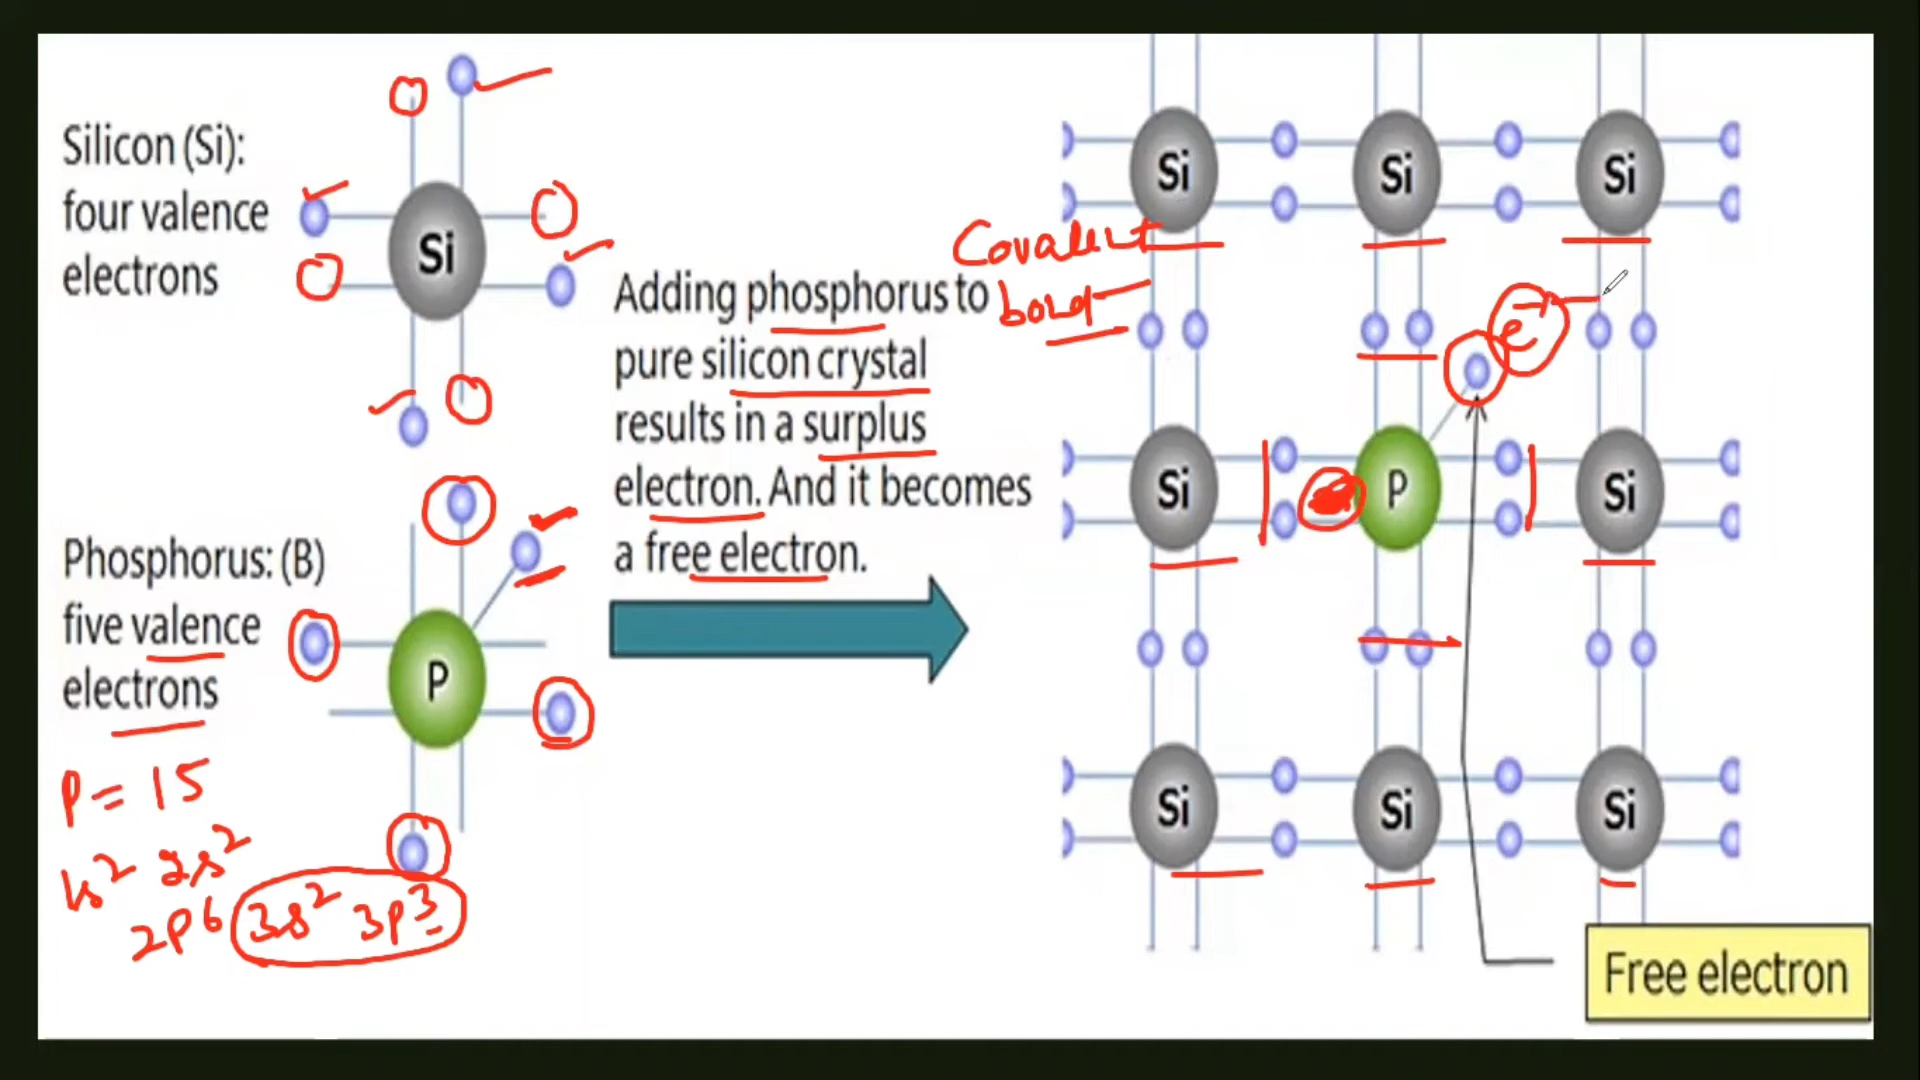 Silicon (Si):
four valence
electrons
Si
Phosphorus: (B)
five valence
electrons
P
P = 15
1s² 2s²
2p⁶ 3s² 3p³
Adding phosphorus to
pure silicon crystal
results in a surplus
electron. And it becomes
a free electron.
Covalent
bond
Si Si Si
e⁻
Si P Si
Si Si Si
Free electron